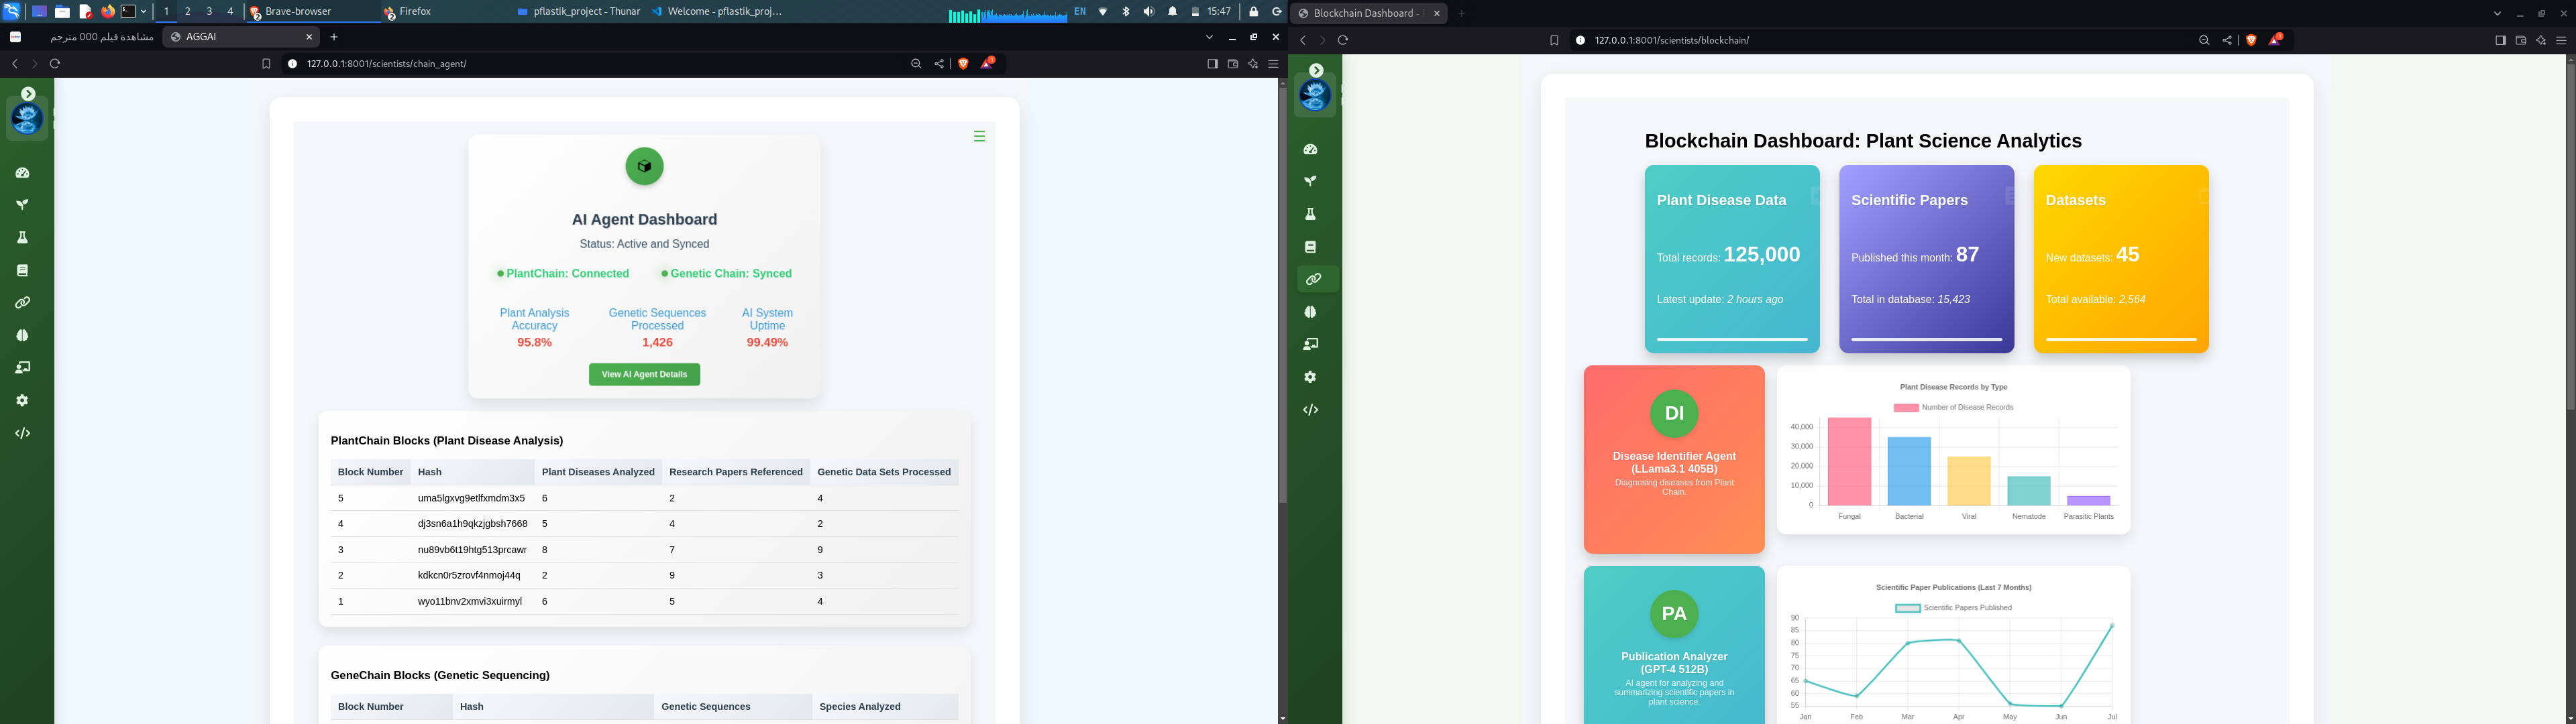 1 2 3 4 Brave-browser Firefox pflastik_project - Thunar Welcome - pflastik_proj... EN 15:47
مشاهدة فيلم 000 مترجم AGGAI
127.0.0.1:8001/scientists/chain_agent/
AI Agent Dashboard
Status: Active and Synced
PlantChain: Connected Genetic Chain: Synced
Plant Analysis Accuracy
95.8%
Genetic Sequences Processed
1,426
AI System Uptime
99.49%
View AI Agent Details
PlantChain Blocks (Plant Disease Analysis)
Block Number Hash Plant Diseases Analyzed Research Papers Referenced Genetic Data Sets Processed
5 uma5lgxvg9etlfxmdm3x5 6 2 4
4 dj3sn6a1h9qkzjgbsh7668 5 4 2
3 nu89vb6t19htg513prcawr 8 7 9
2 kdkcn0r5zrovf4nmoj44q 2 9 3
1 wyo11bnv2xmvi3xuirmyl 6 5 4
GeneChain Blocks (Genetic Sequencing)
Block Number Hash Genetic Sequences Species Analyzed
Blockchain Dashboard -
127.0.0.1:8001/scientists/blockchain/
Blockchain Dashboard: Plant Science Analytics
Plant Disease Data
Total records: 125,000
Latest update: 2 hours ago
Scientific Papers
Published this month: 87
Total in database: 15,423
Datasets
New datasets: 45
Total available: 2,564
DI
Disease Identifier Agent
(LLama3.1 405B)
Diagnosing diseases from Plant
Chain.
Plant Disease Records by Type
Number of Disease Records
40,000
30,000
20,000
10,000
0
Fungal Bacterial Viral Nematode Parasitic Plants
PA
Publication Analyzer
(GPT-4 512B)
AI agent for analyzing and
summarizing scientific papers in
plant science.
Scientific Paper Publications (Last 7 Months)
Scientific Papers Published
90
85
80
75
70
65
60
55
Jan Feb Mar Apr May Jun Jul